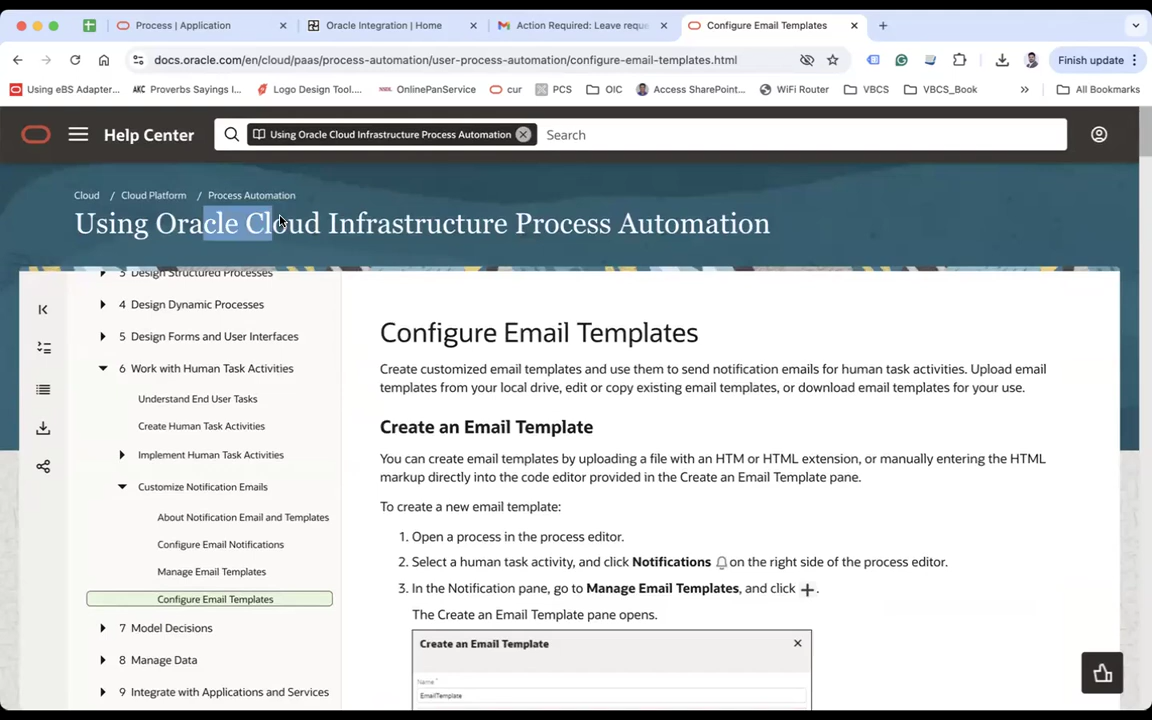 Process | Application
Oracle Integration | Home
Action Required: Leave reque
Configure Email Templates
docs.oracle.com/en/cloud/paas/process-automation/user-process-automation/configure-email-templates.html
Finish update
Using eBS Adapter...
AKC Proverbs Sayings I...
Logo Design Tool....
OnlinePanService
cur
PCS
OIC
Access SharePoint...
WiFi Router
VBCS
VBCS_Book
»
All Bookmarks
Help Center
Using Oracle Cloud Infrastructure Process Automation
Search
Cloud / Cloud Platform / Process Automation
Using Oracle Cloud Infrastructure Process Automation
3 Design Structured Processes
4 Design Dynamic Processes
5 Design Forms and User Interfaces
6 Work with Human Task Activities
Understand End User Tasks
Create Human Task Activities
Implement Human Task Activities
Customize Notification Emails
About Notification Email and Templates
Configure Email Notifications
Manage Email Templates
Configure Email Templates
7 Model Decisions
8 Manage Data
9 Integrate with Applications and Services
Configure Email Templates
Create customized email templates and use them to send notification emails for human task activities. Upload email
templates from your local drive, edit or copy existing email templates, or download email templates for your use.
Create an Email Template
You can create email templates by uploading a file with an HTM or HTML extension, or manually entering the HTML
markup directly into the code editor provided in the Create an Email Template pane.
To create a new email template:
1. Open a process in the process editor.
2. Select a human task activity, and click Notifications on the right side of the process editor.
3. In the Notification pane, go to Manage Email Templates, and click +.
The Create an Email Template pane opens.
Create an Email Template
Name *
EmailTemplate